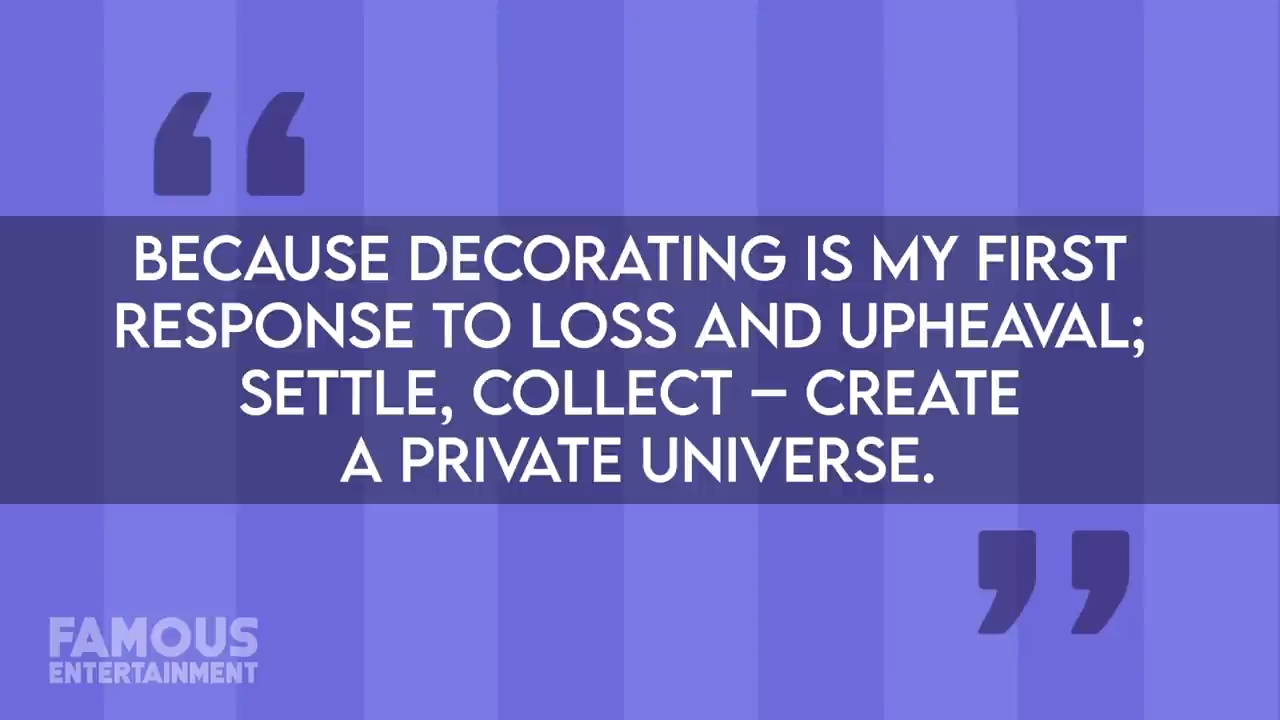 “
BECAUSE DECORATING IS MY FIRST
RESPONSE TO LOSS AND UPHEAVAL;
SETTLE, COLLECT – CREATE
A PRIVATE UNIVERSE.
”
FAMOUS
ENTERTAINMENT